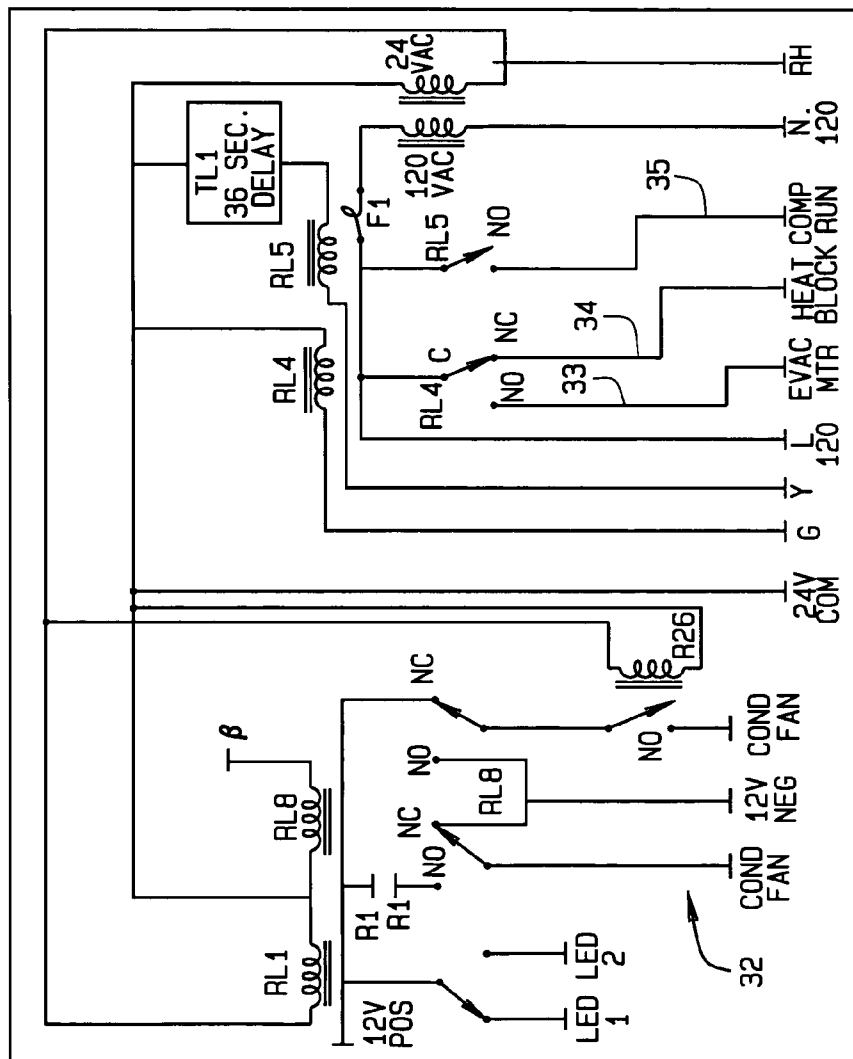 24
VAC
TL1
36 SEC.
DELAY
120
VAC
F1
RL5
RL4
RL5
NO
RL4
C
NC
NO
33
34
35
RH
N.
120
COMP
RUN
HEAT
BLOCK
EVAC
MTR
L
120
Y
G
24V
COM
R26
β
RL8
RL1
NC
NO
RL8
NC
NO
NO
R1
R1
12V
POS
COND
FAN
12V
NEG
COND
FAN
LED
2
LED
1
32